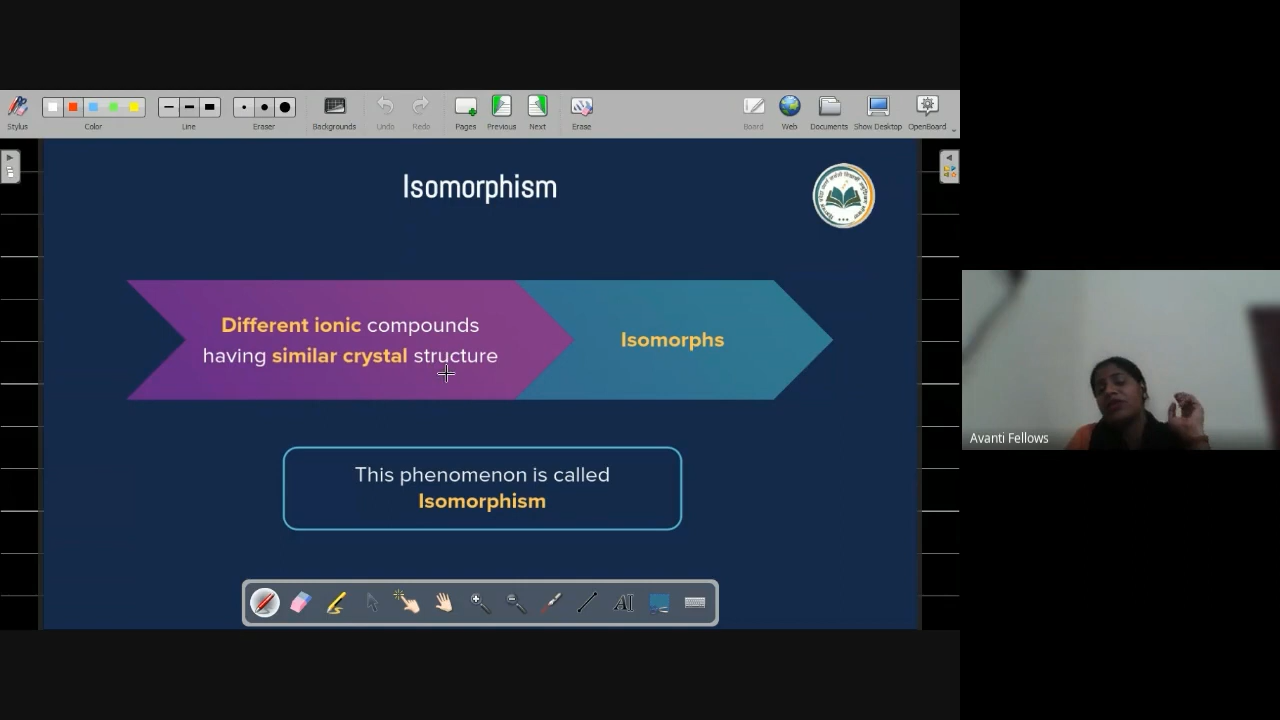 Stylus
Color
Line
Eraser
Backgrounds
Undo
Redo
Pages
Previous
Next
Erase
Board
Web
Documents
Show Desktop
OpenBoard
Isomorphism
Different ionic compounds
having similar crystal structure
Isomorphs
This phenomenon is called
Isomorphism
AI
Avanti Fellows